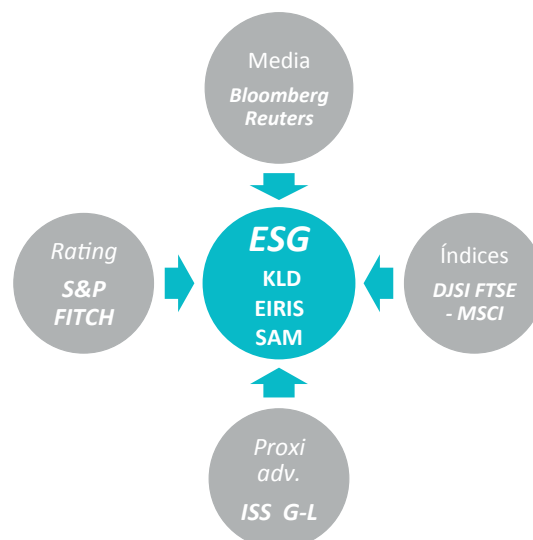 Media
Bloomberg
Reuters
Rating
S&P
FITCH
ESG
KLD
EIRIS
SAM
Índices
DJSI FTSE
- MSCI
Proxi
adv.
ISS G-L